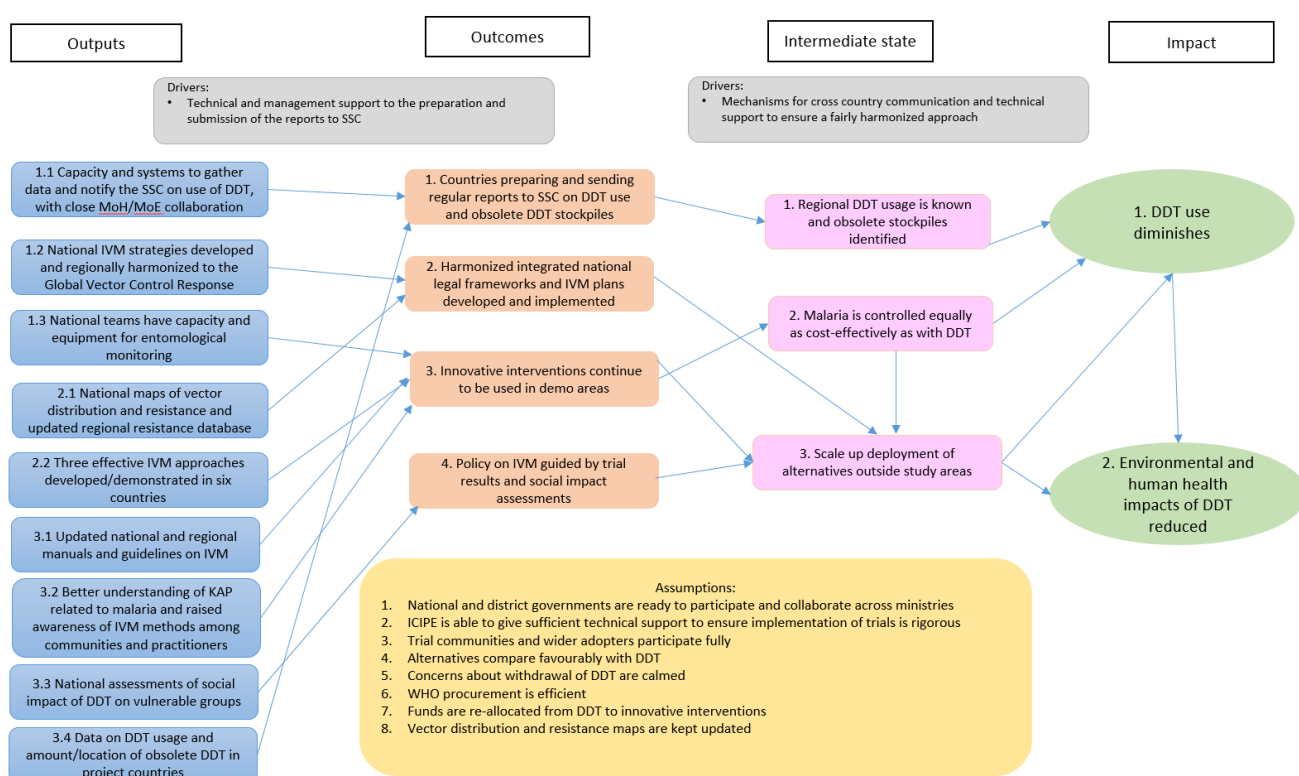 Outputs
Outcomes
Intermediate state
Impact
Drivers:
• Technical and management support to the preparation and
submission of the reports to SSC
Drivers:
• Mechanisms for cross country communication and technical
support to ensure a fairly harmonized approach
1.1 Capacity and systems to gather
data and notify the SSC on use of DDT,
with close MoH/MoE collaboration
1.2 National IVM strategies developed
and regionally harmonized to the
Global Vector Control Response
1.3 National teams have capacity and
equipment for entomological
monitoring
2.1 National maps of vector
distribution and resistance and
updated regional resistance database
2.2 Three effective IVM approaches
developed/demonstrated in six
countries
3.1 Updated national and regional
manuals and guidelines on IVM
3.2 Better understanding of KAP
related to malaria and raised
awareness of IVM methods among
communities and practitioners
3.3 National assessments of social
impact of DDT on vulnerable groups
3.4 Data on DDT usage and
amount/location of obsolete DDT in
project countries
1. Countries preparing and sending
regular reports to SSC on DDT use
and obsolete DDT stockpiles
2. Harmonized integrated national
legal frameworks and IVM plans
developed and implemented
3. Innovative interventions continue
to be used in demo areas
4. Policy on IVM guided by trial
results and social impact
assessments
1. Regional DDT usage is known
and obsolete stockpiles
identified
2. Malaria is controlled equally
as cost-effectively as with DDT
3. Scale up deployment of
alternatives outside study areas
1. DDT use
diminishes
2. Environmental and
human health
impacts of DDT
reduced
Assumptions:
1. National and district governments are ready to participate and collaborate across ministries
2. ICIPE is able to give sufficient technical support to ensure implementation of trials is rigorous
3. Trial communities and wider adopters participate fully
4. Alternatives compare favourably with DDT
5. Concerns about withdrawal of DDT are calmed
6. WHO procurement is efficient
7. Funds are re-allocated from DDT to innovative interventions
8. Vector distribution and resistance maps are kept updated